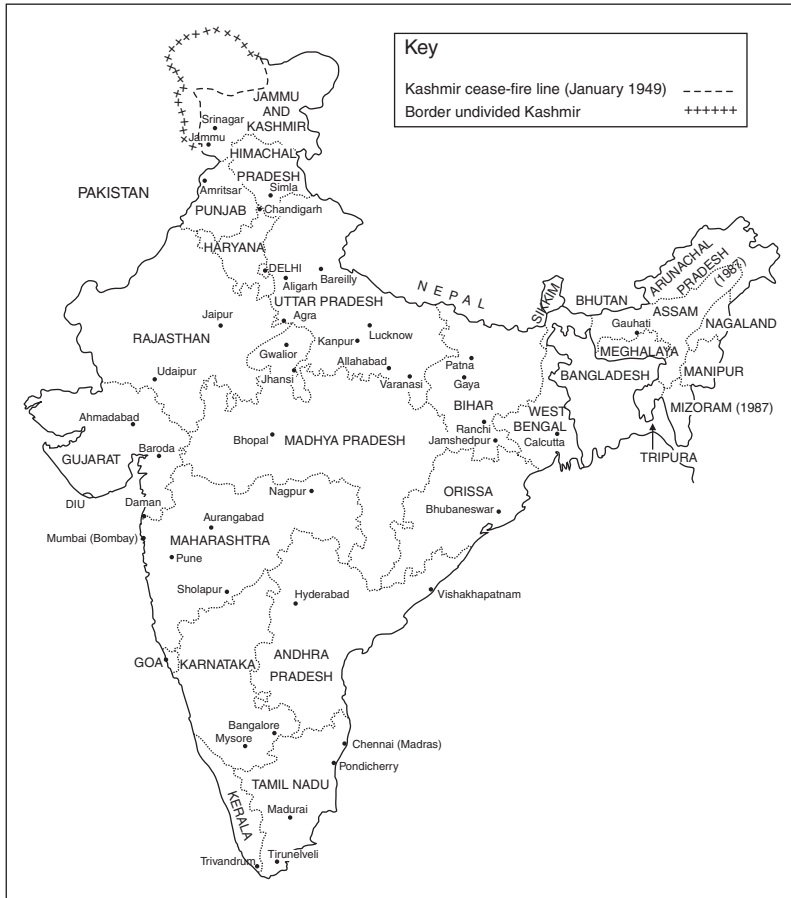 Key
Kashmir cease-fire line (January 1949)
Border undivided Kashmir ++++++
JAMMU
AND
KASHMIR
Srinagar
Jammu
HIMACHAL
PRADESH
PAKISTAN
Amritsar
Simla
PUNJAB
Chandigarh
HARYANA
DELHI
Bareilly
Aligarh
NEPAL
SIKKIM
BHUTAN
ARUNACHAL
PRADESH
(1987)
UTTAR PRADESH
ASSAM
Jaipur
Agra
Gauhati
NAGALAND
RAJASTHAN
Kanpur
Lucknow
Gwalior
MEGHALAYA
Allahabad
Patna
BANGLADESH
MANIPUR
Udaipur
Jhansi
Varanasi
Gaya
BIHAR
WEST
BENGAL
MIZORAM (1987)
Ahmadabad
Ranchi
Bhopal
MADHYA PRADESH
Jamshedpur
Calcutta
GUJARAT
Baroda
TRIPURA
DIU
Nagpur
ORISSA
Daman
Bhubaneswar
Aurangabad
Mumbai (Bombay)
MAHARASHTRA
Pune
Sholapur
Hyderabad
Vishakhapatnam
GOA
KARNATAKA
ANDHRA
PRADESH
Bangalore
Mysore
Chennai (Madras)
Pondicherry
TAMIL NADU
KERALA
Madurai
Trivandrum
Tirunelveli